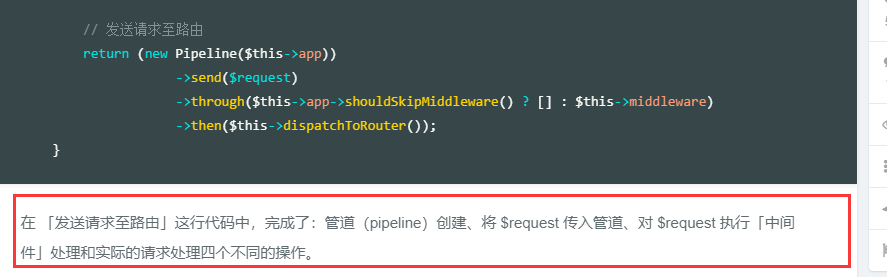 // 发送请求至路由
return (new Pipeline($this->app))
->send($request)
->through($this->app->shouldSkipMiddleware() ? [] : $this->middleware)
->then($this->dispatchToRouter());
}
在 「发送请求至路由」这行代码中，完成了：管道（pipeline）创建、将 $request 传入管道、对 $request 执行「中间
件」处理和实际的请求处理四个不同的操作。